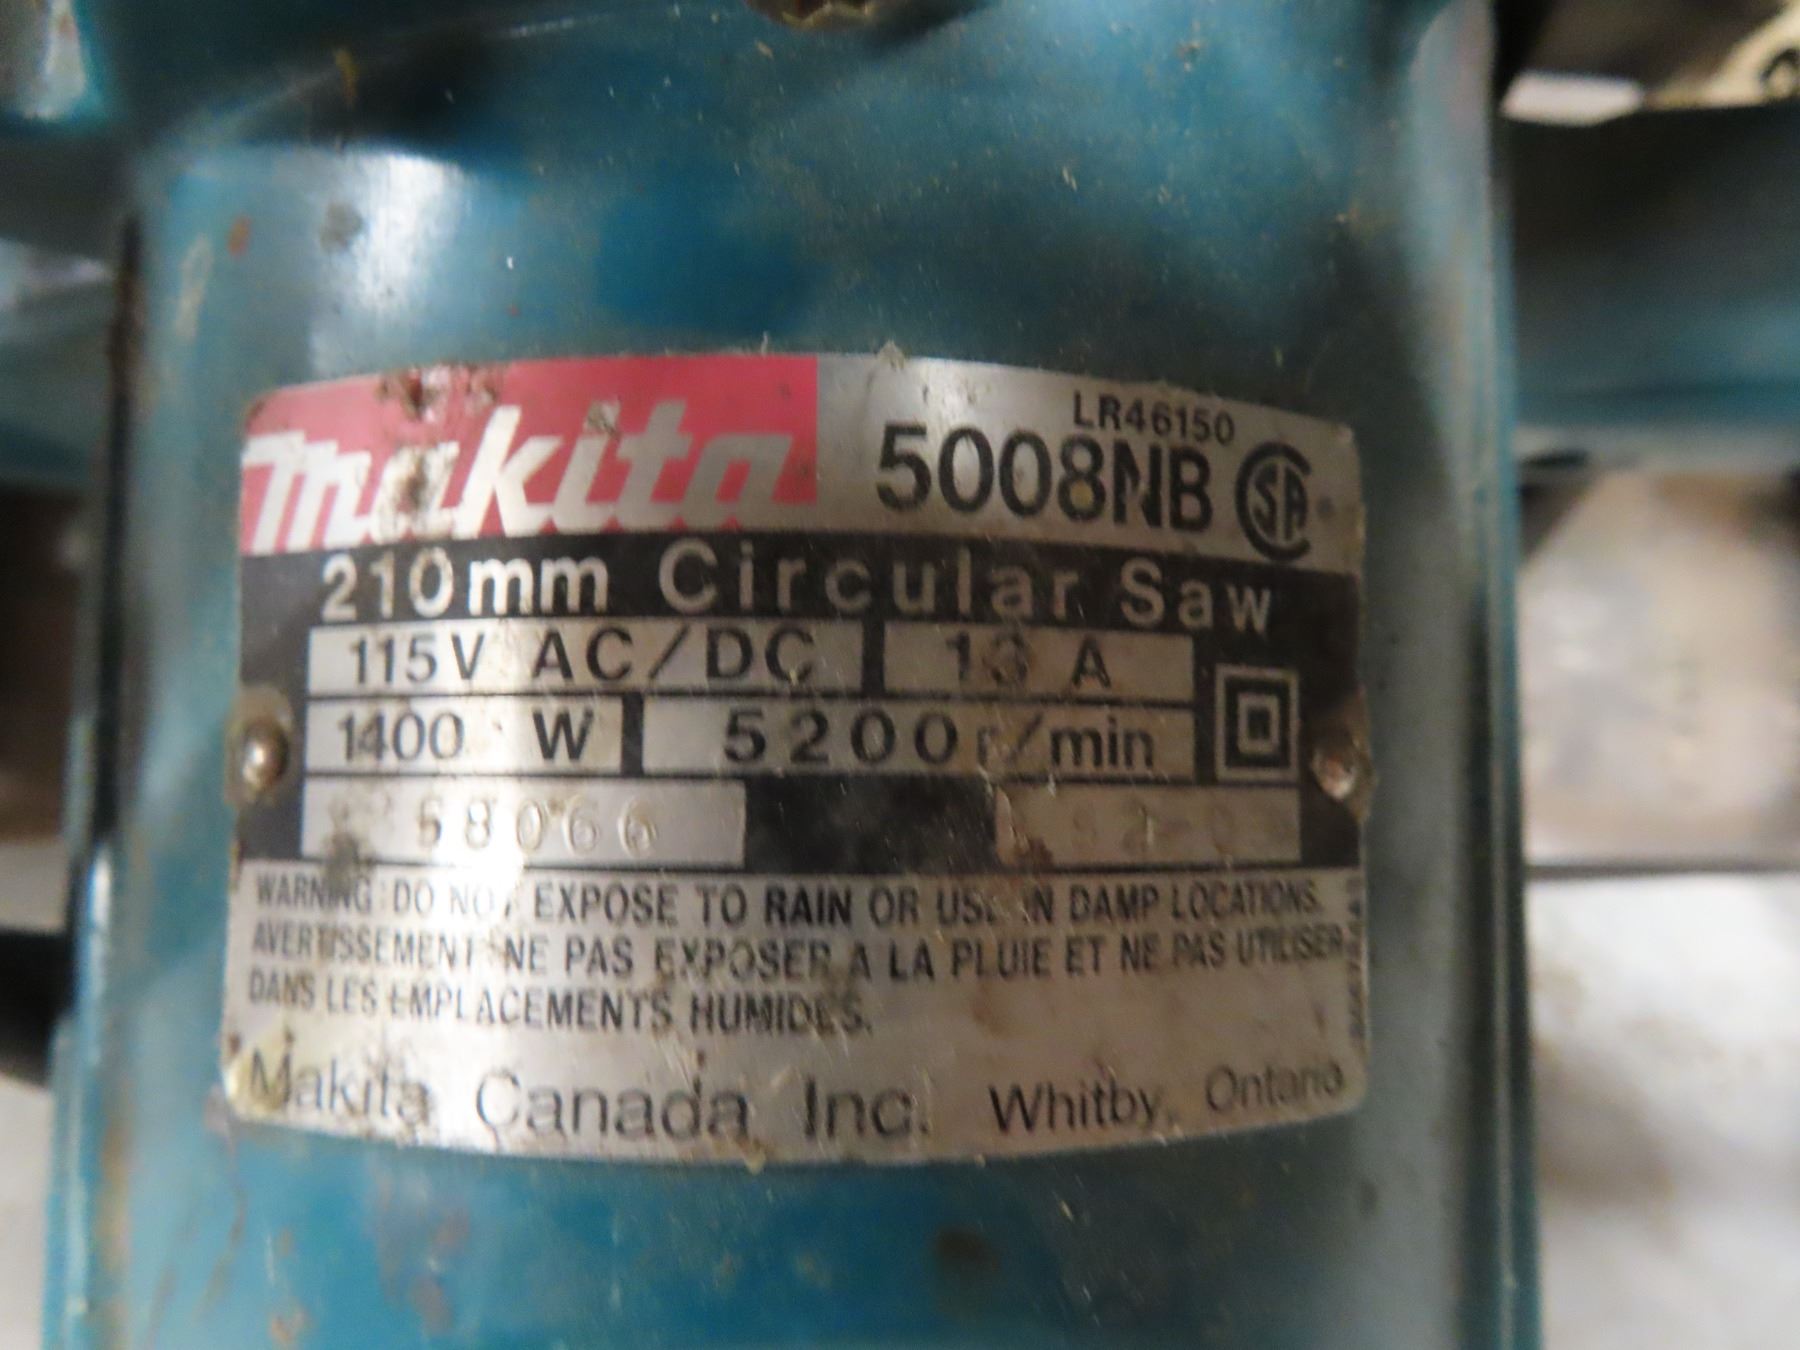 LR46150
makita 5008NB CSA
210mm Circular Saw
115V AC/DC 13 A
1400 W 5200 r/min
WARNING: DO NOT EXPOSE TO RAIN OR USE IN DAMP LOCATIONS.
AVERTISSEMENT: NE PAS EXPOSER A LA PLUIE ET NE PAS UTILISER
DANS LES EMPLACEMENTS HUMIDES.
Makita Canada Inc. Whitby, Ontario